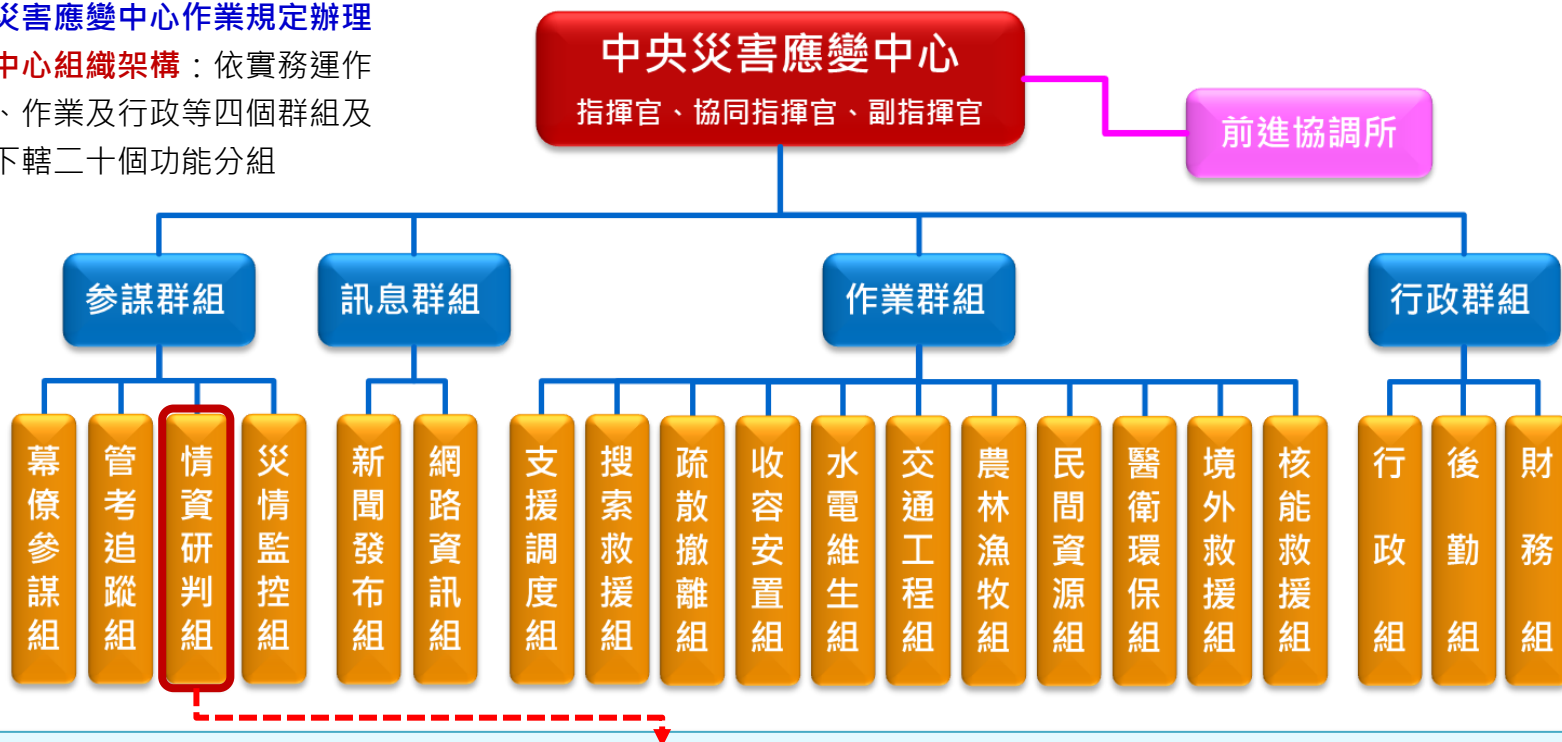 災害應變中心作業規定辦理
中心組織架構：依實務運作
、作業及行政等四個群組及
下轄二十個功能分組
中央災害應變中心
指揮官、協同指揮官、副指揮官
前進協調所
參謀群組
訊息群組
作業群組
行政群組
幕僚參謀組
管考追蹤組
情資研判組
災情監控組
新聞發布組
網路資訊組
支援調度組
搜索救援組
疏散撤離組
收容安置組
水電維生組
交通工程組
農林漁牧組
民間資源組
醫衛環保組
境外救援組
核能救援組
行政組
後勤組
財務組